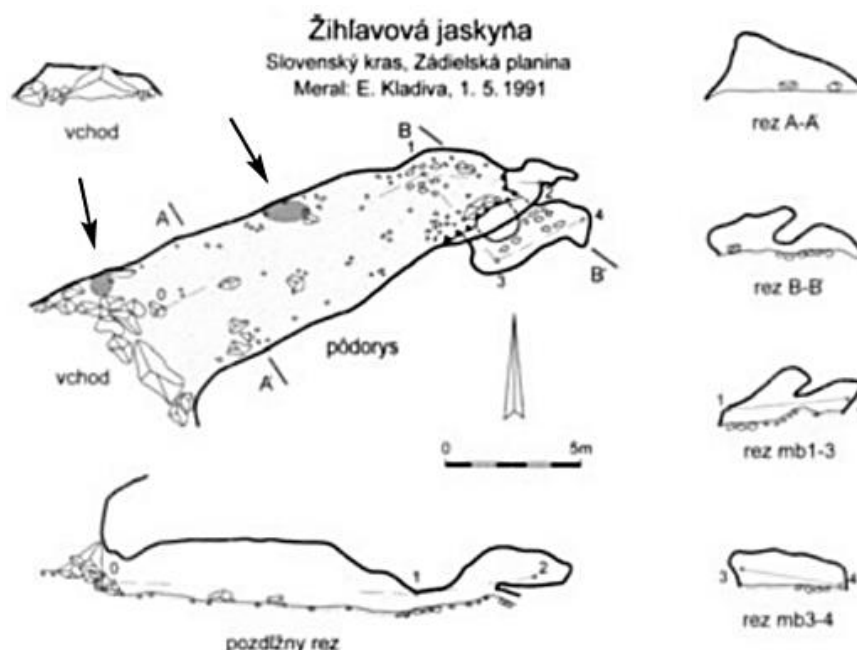 Žihľavová jaskyňa
Slovenský kras, Zádielská planina
Meral: E. Kladiva, 1. 5. 1991
vchod
rez A-A'
B
1
A
2
4
0
3
B'
rez B-B'
A'
pôdorys
vchod
0
5m
1
rez mb1-3
0
1
2
pozdĺžny rez
3
4
rez mb3-4